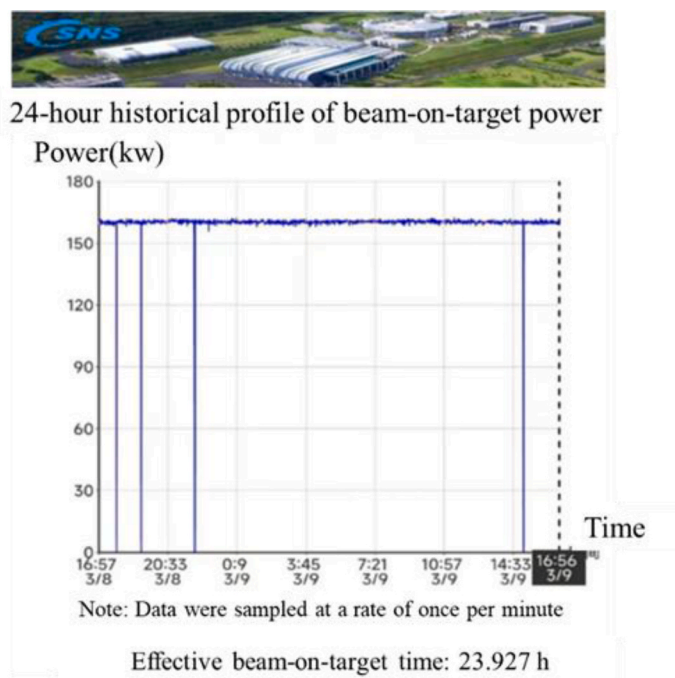 CSNS
24-hour historical profile of beam-on-target power
Power(kw)
180
150
120
90
60
30
0
Time
16:57 20:33 0:9 3:45 7:21 10:57 14:33 16:56
3/8 3/8 3/9 3/9 3/9 3/9 3/9 3/9
Note: Data were sampled at a rate of once per minute
Effective beam-on-target time: 23.927 h